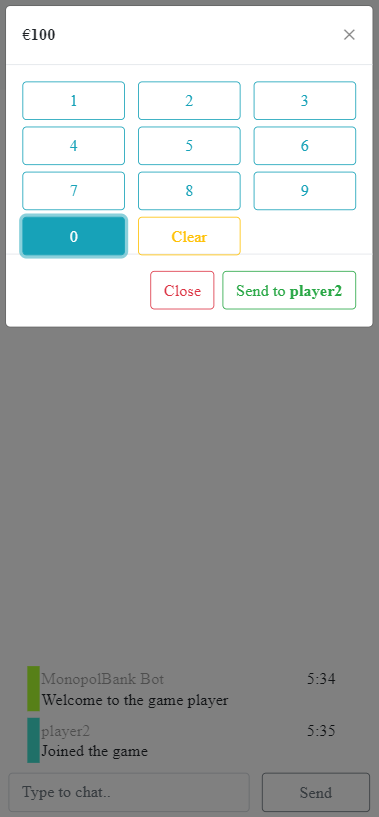 €100 ×
1 2 3
4 5 6
7 8 9
0 Clear
Close Send to player2
MonopolBank Bot 5:34
Welcome to the game player
player2 5:35
Joined the game
Type to chat.. Send